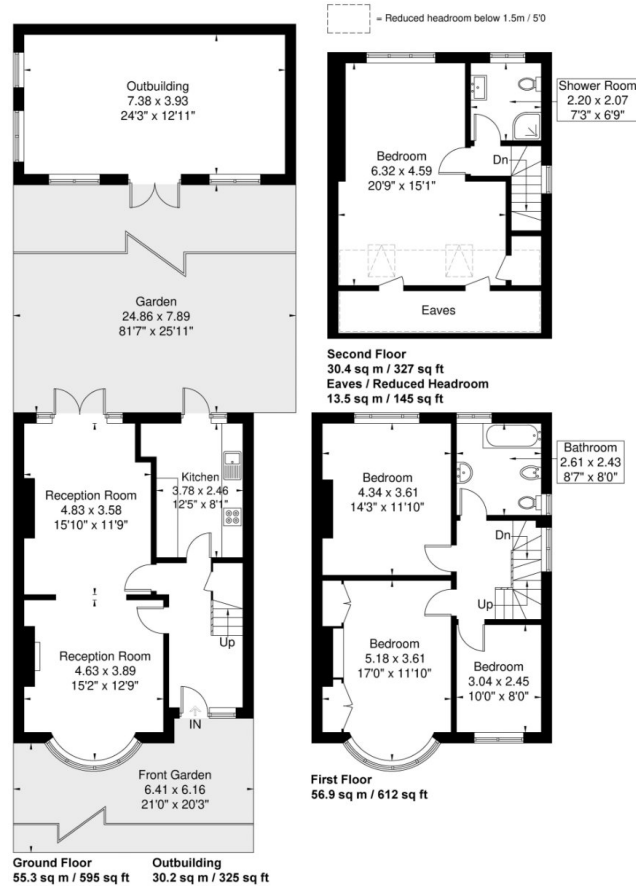 = Reduced headroom below 1.5m / 5'0
Outbuilding
7.38 x 3.93
24'3" x 12'11"
Shower Room
2.20 x 2.07
7'3" x 6'9"
Bedroom
6.32 x 4.59
20'9" x 15'1"
Dn
Eaves
Garden
24.86 x 7.89
81'7" x 25'11"
Second Floor
30.4 sq m / 327 sq ft
Eaves / Reduced Headroom
13.5 sq m / 145 sq ft
Reception Room
4.83 x 3.58
15'10" x 11'9"
Kitchen
3.78 x 2.46
12'5" x 8'1"
Bedroom
4.34 x 3.61
14'3" x 11'10"
Bathroom
2.61 x 2.43
8'7" x 8'0"
Dn
Up
Up
Reception Room
4.63 x 3.89
15'2" x 12'9"
Bedroom
5.18 x 3.61
17'0" x 11'10"
Bedroom
3.04 x 2.45
10'0" x 8'0"
IN
Front Garden
6.41 x 6.16
21'0" x 20'3"
First Floor
56.9 sq m / 612 sq ft
Ground Floor
55.3 sq m / 595 sq ft
Outbuilding
30.2 sq m / 325 sq ft